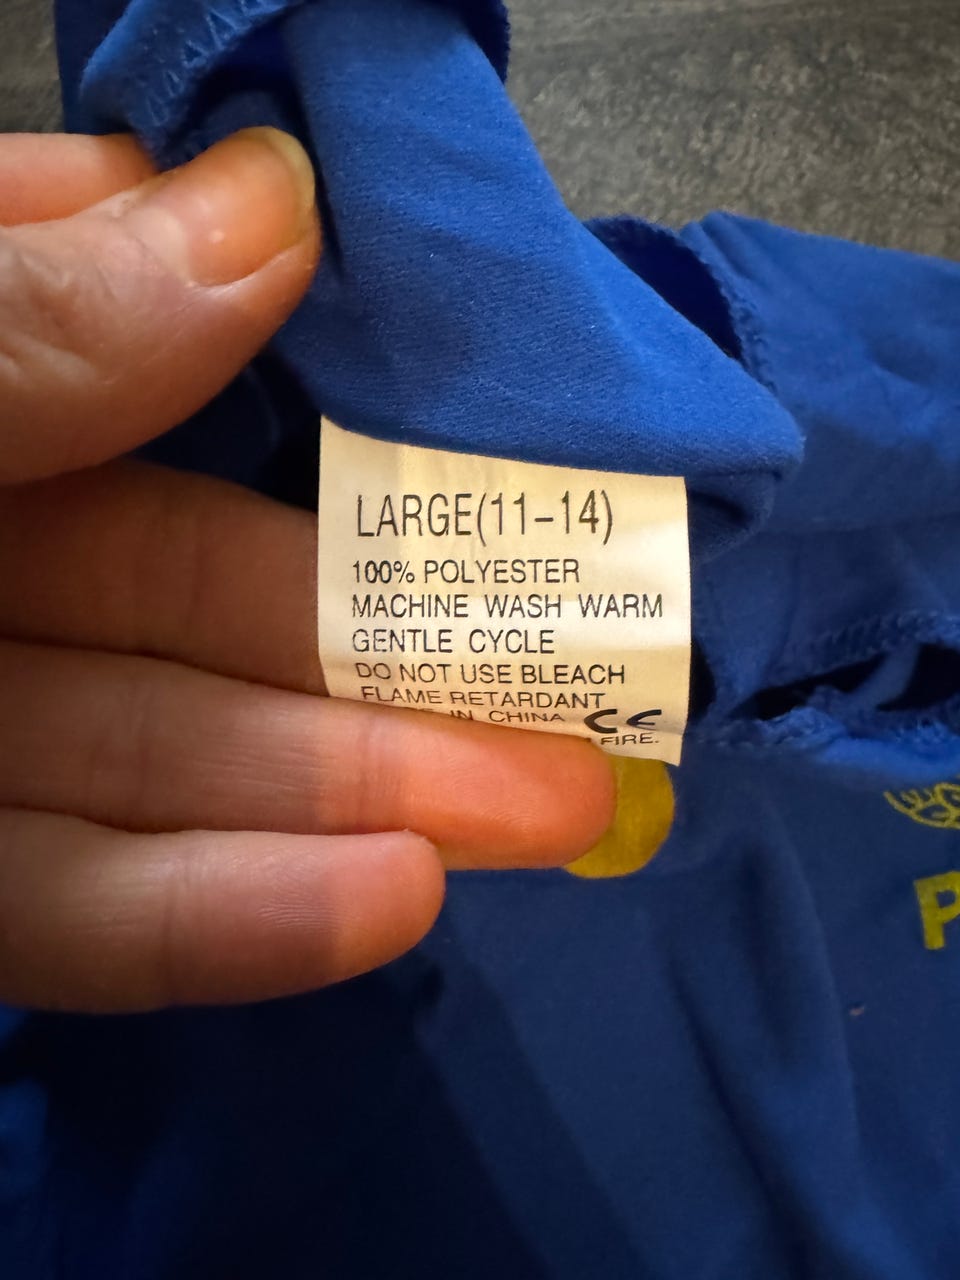 LARGE(11-14)
100% POLYESTER
MACHINE WASH WARM
GENTLE CYCLE
DO NOT USE BLEACH
FLAME RETARDANT
IN CHINA CE
FIRE.
P